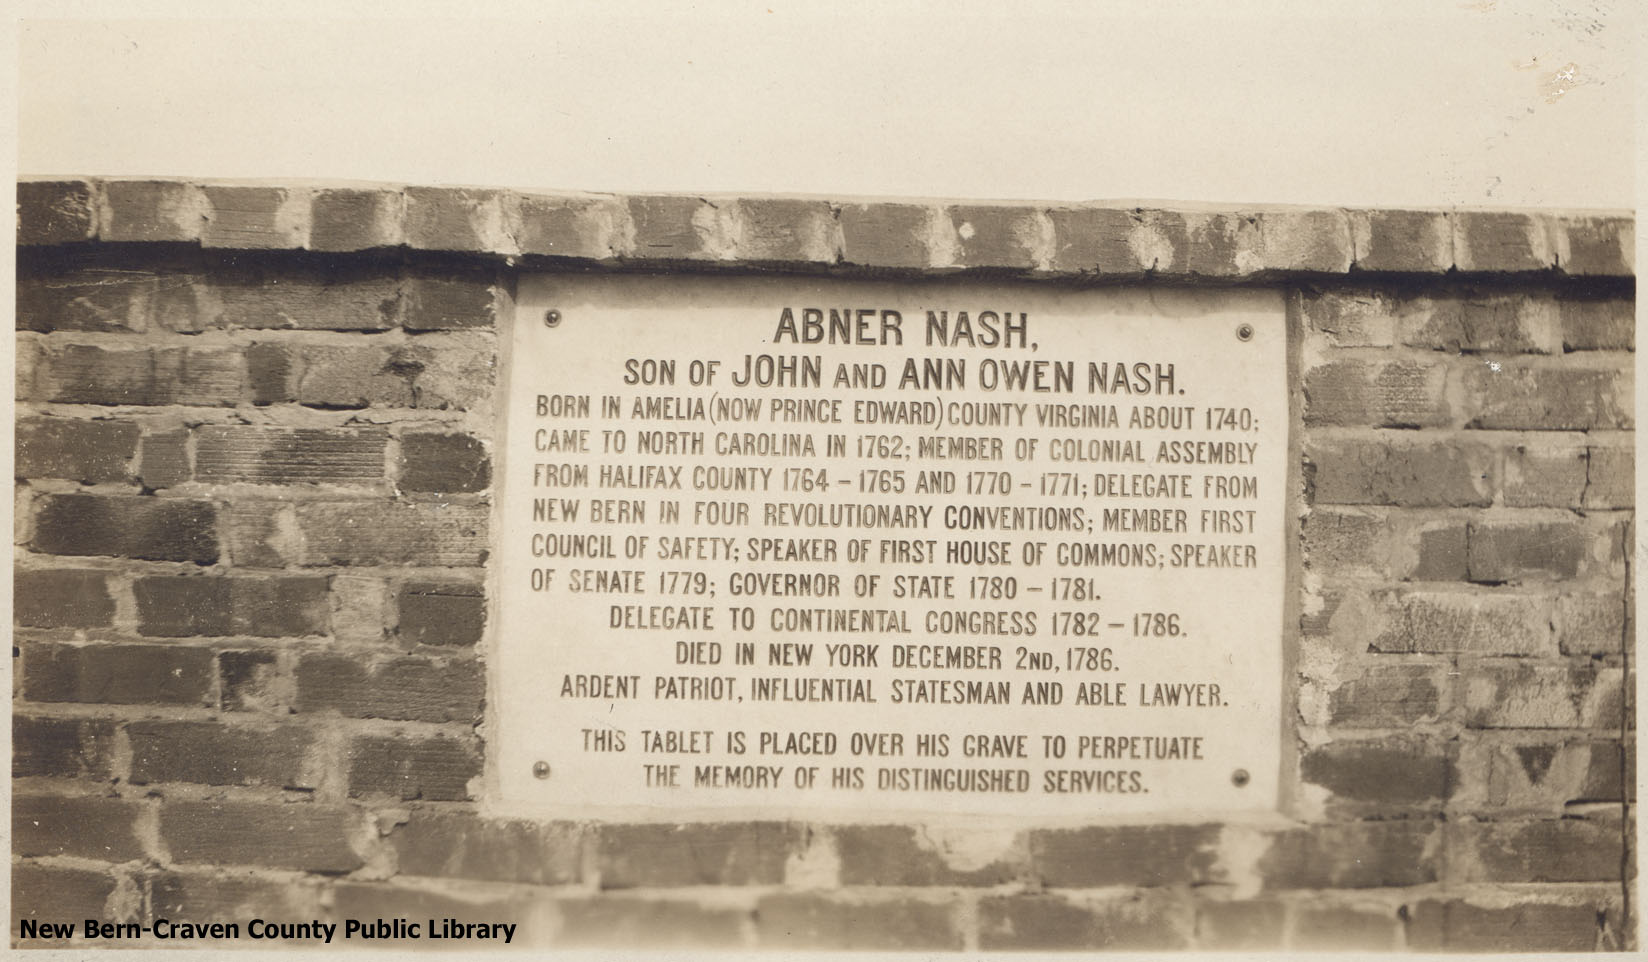 ABNER NASH,
SON OF JOHN AND ANN OWEN NASH.
BORN IN AMELIA (NOW PRINCE EDWARD) COUNTY VIRGINIA ABOUT 1740;
CAME TO NORTH CAROLINA IN 1762; MEMBER OF COLONIAL ASSEMBLY
FROM HALIFAX COUNTY 1764 – 1765 AND 1770 – 1771; DELEGATE FROM
NEW BERN IN FOUR REVOLUTIONARY CONVENTIONS; MEMBER FIRST
COUNCIL OF SAFETY; SPEAKER OF FIRST HOUSE OF COMMONS; SPEAKER
OF SENATE 1779; GOVERNOR OF STATE 1780 – 1781.
DELEGATE TO CONTINENTAL CONGRESS 1782 – 1786.
DIED IN NEW YORK DECEMBER 2ND, 1786.
ARDENT PATRIOT, INFLUENTIAL STATESMAN AND ABLE LAWYER.
THIS TABLET IS PLACED OVER HIS GRAVE TO PERPETUATE
THE MEMORY OF HIS DISTINGUISHED SERVICES.
New Bern-Craven County Public Library